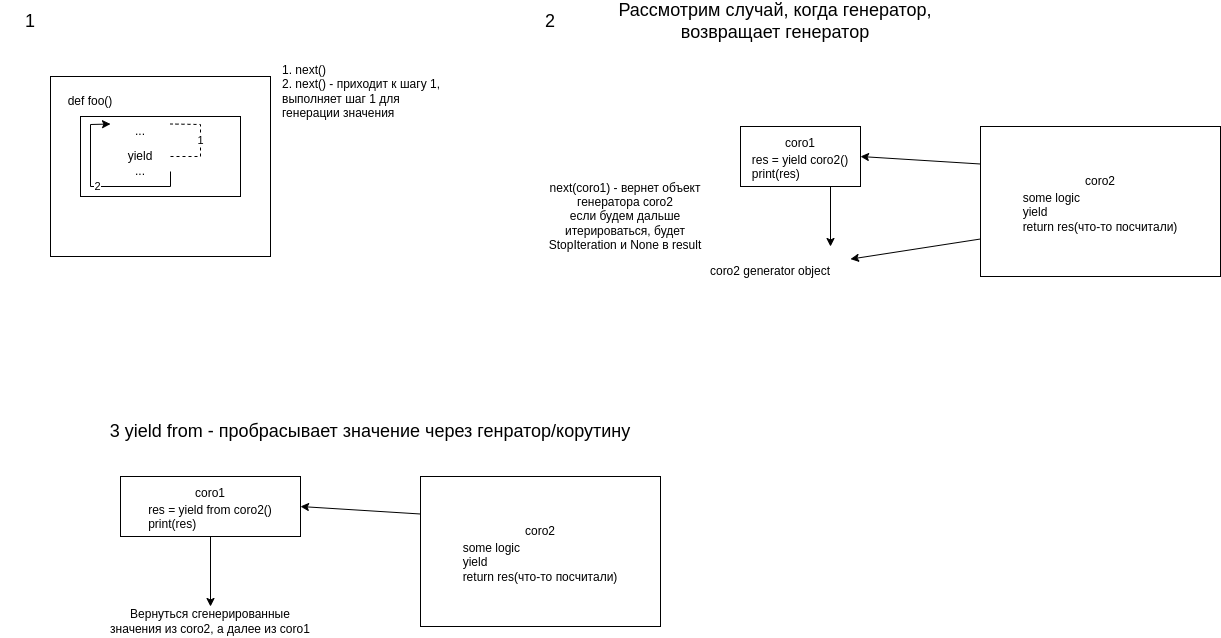 1
1. next()
2. next() - приходит к шагу 1,
выполняет шаг 1 для
генерации значения
def foo()
...
1
yield
...
2
2
Рассмотрим случай, когда генератор,
возвращает генератор
coro1
res = yield coro2()
print(res)
coro2
some logic
yield
return res(что-то посчитали)
next(coro1) - вернет объект
генератора coro2
если будем дальше
итерироваться, будет
StopIteration и None в result
coro2 generator object
3 yield from - пробрасывает значение через генратор/корутину
coro1
res = yield from coro2()
print(res)
coro2
some logic
yield
return res(что-то посчитали)
Вернуться сгенерированные
значения из coro2, а далее из coro1